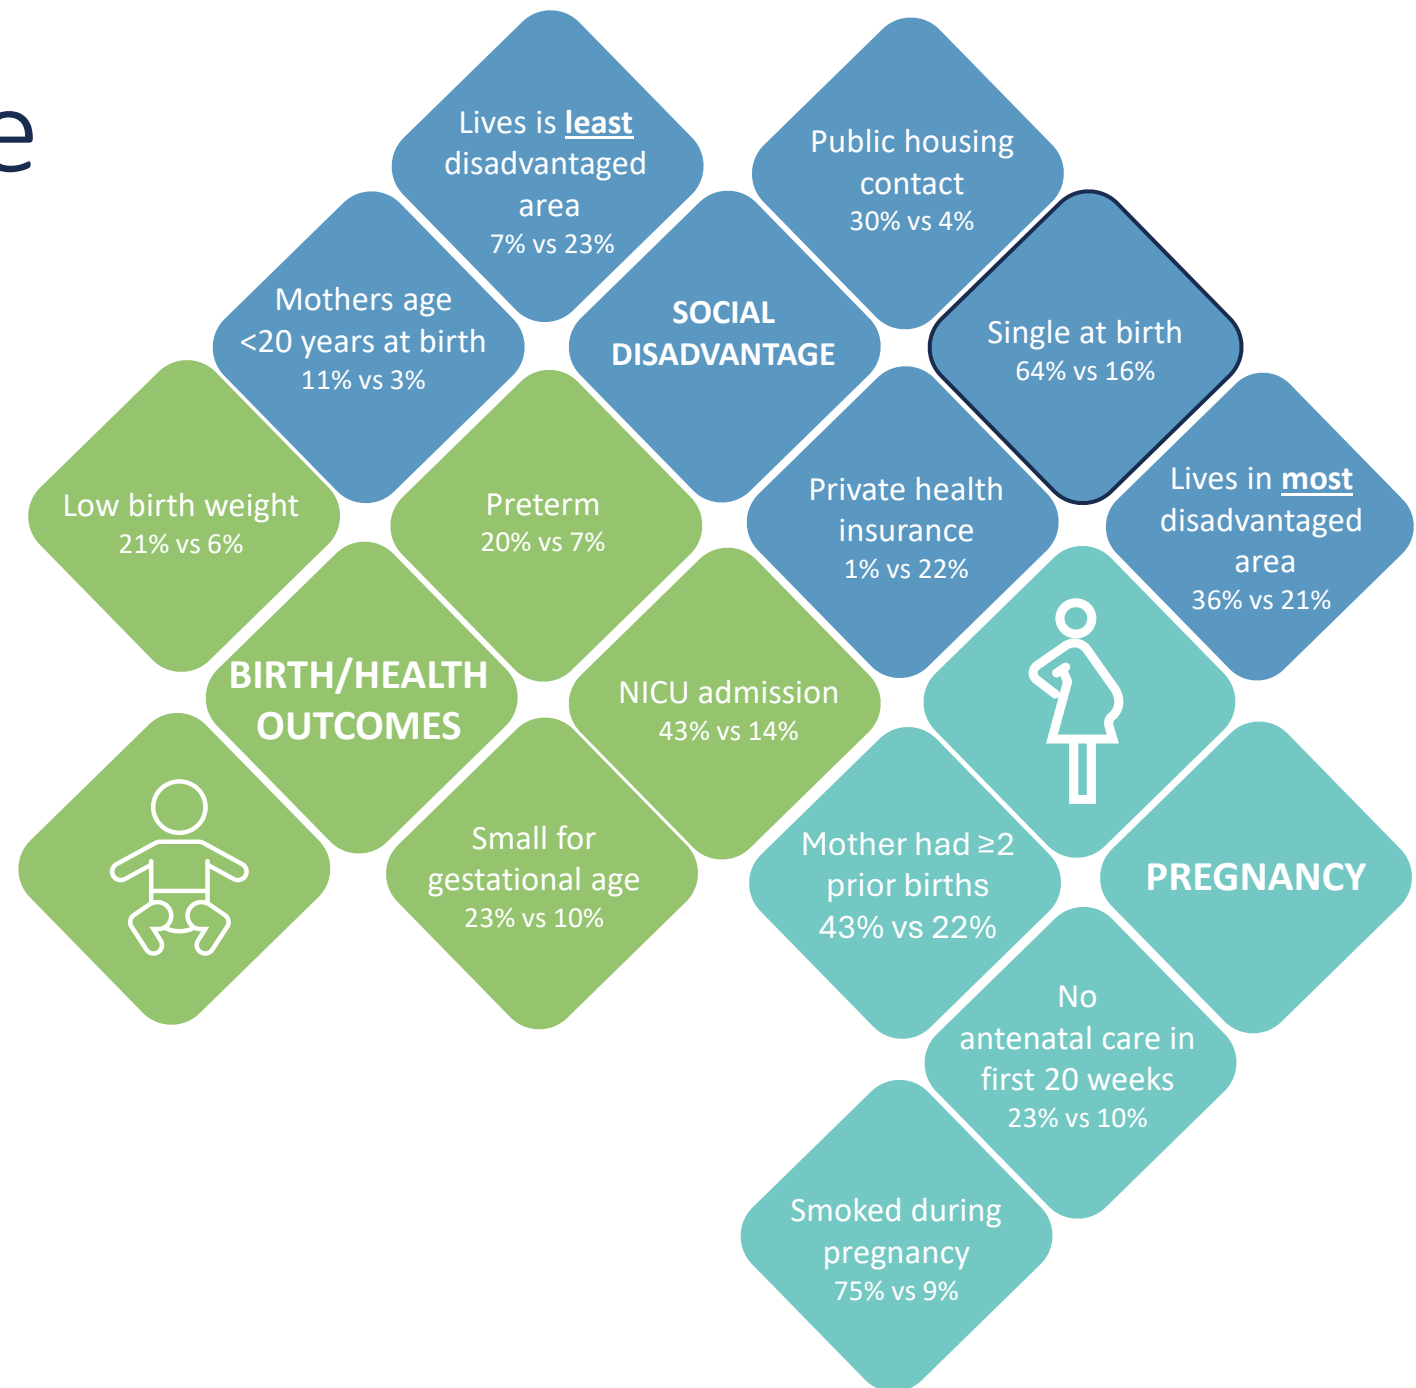 e
Lives is least
disadvantaged
area
7% vs 23%
Public housing
contact
30% vs 4%
Mothers age
<20 years at birth
11% vs 3%
SOCIAL
DISADVANTAGE
Single at birth
64% vs 16%
Low birth weight
21% vs 6%
Preterm
20% vs 7%
Private health
insurance
1% vs 22%
Lives in most
disadvantaged
area
36% vs 21%
BIRTH/HEALTH
OUTCOMES
NICU admission
43% vs 14%
Small for
gestational age
23% vs 10%
Mother had ≥2
prior births
43% vs 22%
PREGNANCY
No
antenatal care in
first 20 weeks
23% vs 10%
Smoked during
pregnancy
75% vs 9%